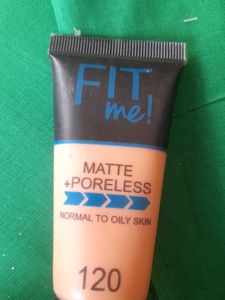 FIT
me!
MATTE
+PORELESS
NORMAL TO OILY SKIN
120